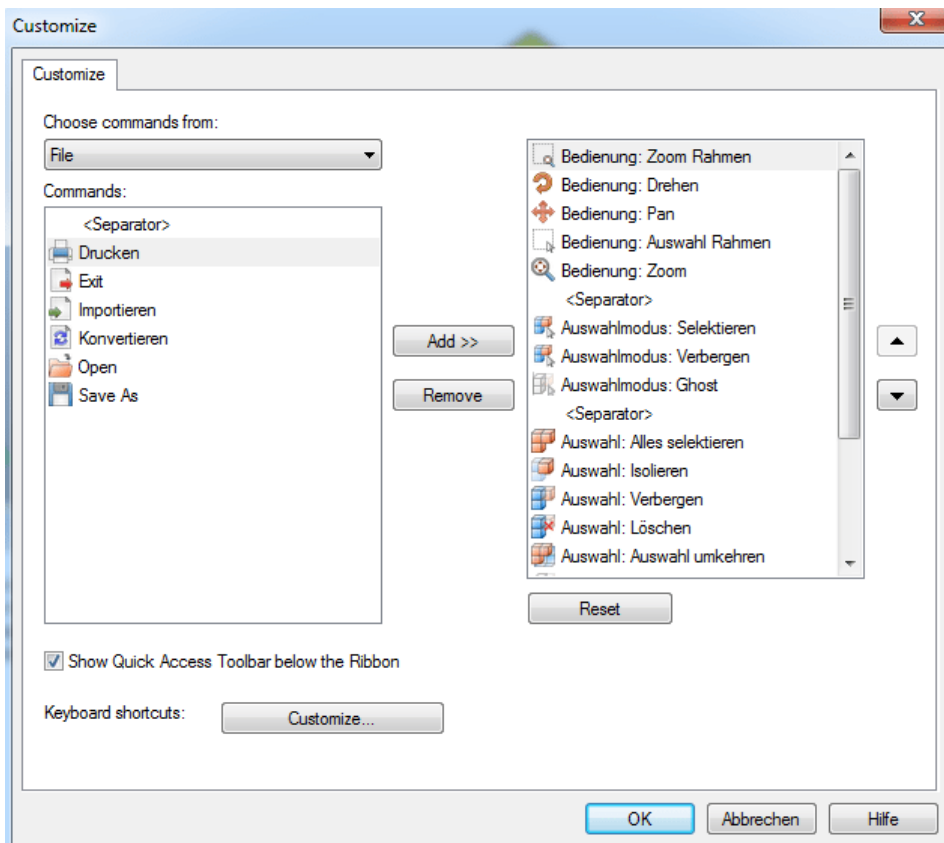 Customize
Customize
Choose commands from:
File
Commands:
<Separator>
Drucken
Exit
Importieren
Konvertieren
Open
Save As
Add >>
Remove
Bedienung: Zoom Rahmen
Bedienung: Drehen
Bedienung: Pan
Bedienung: Auswahl Rahmen
Bedienung: Zoom
<Separator>
Auswahlmodus: Selektieren
Auswahlmodus: Verbergen
Auswahlmodus: Ghost
<Separator>
Auswahl: Alles selektieren
Auswahl: Isolieren
Auswahl: Verbergen
Auswahl: Löschen
Auswahl: Auswahl umkehren
Reset
Show Quick Access Toolbar below the Ribbon
Keyboard shortcuts:
Customize...
OK
Abbrechen
Hilfe